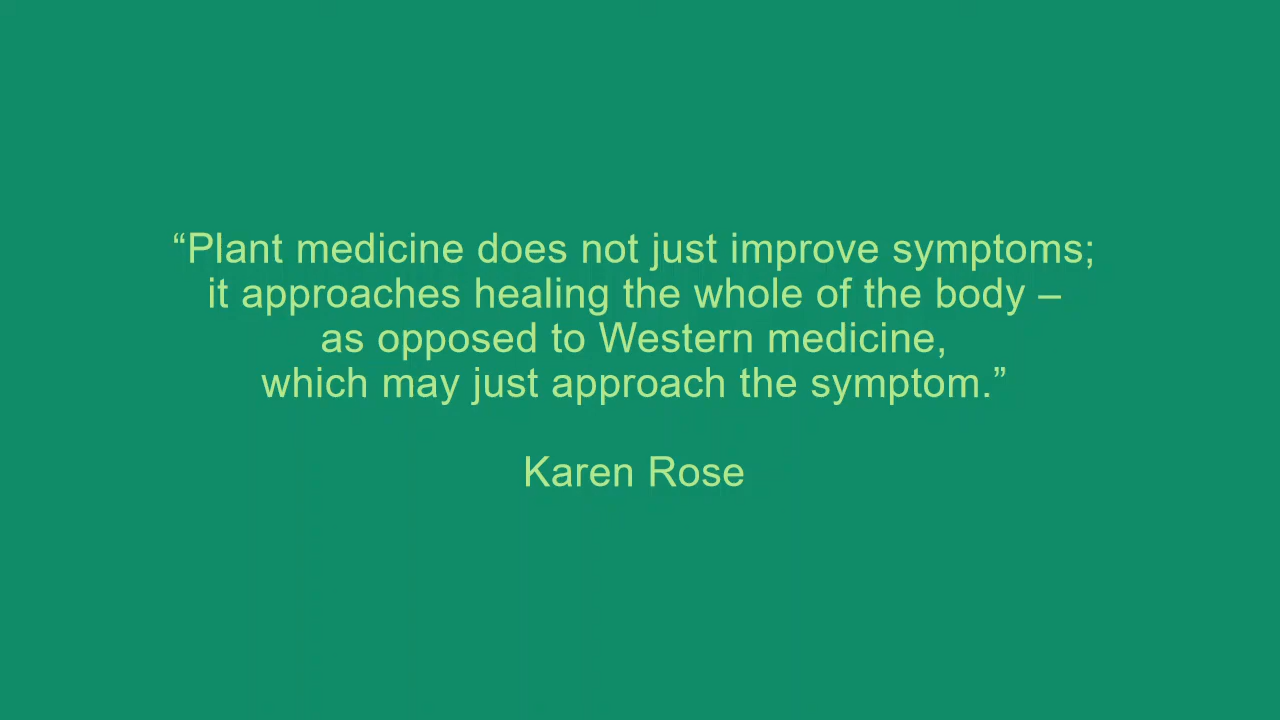 “Plant medicine does not just improve symptoms;
it approaches healing the whole of the body –
as opposed to Western medicine,
which may just approach the symptom.”
Karen Rose